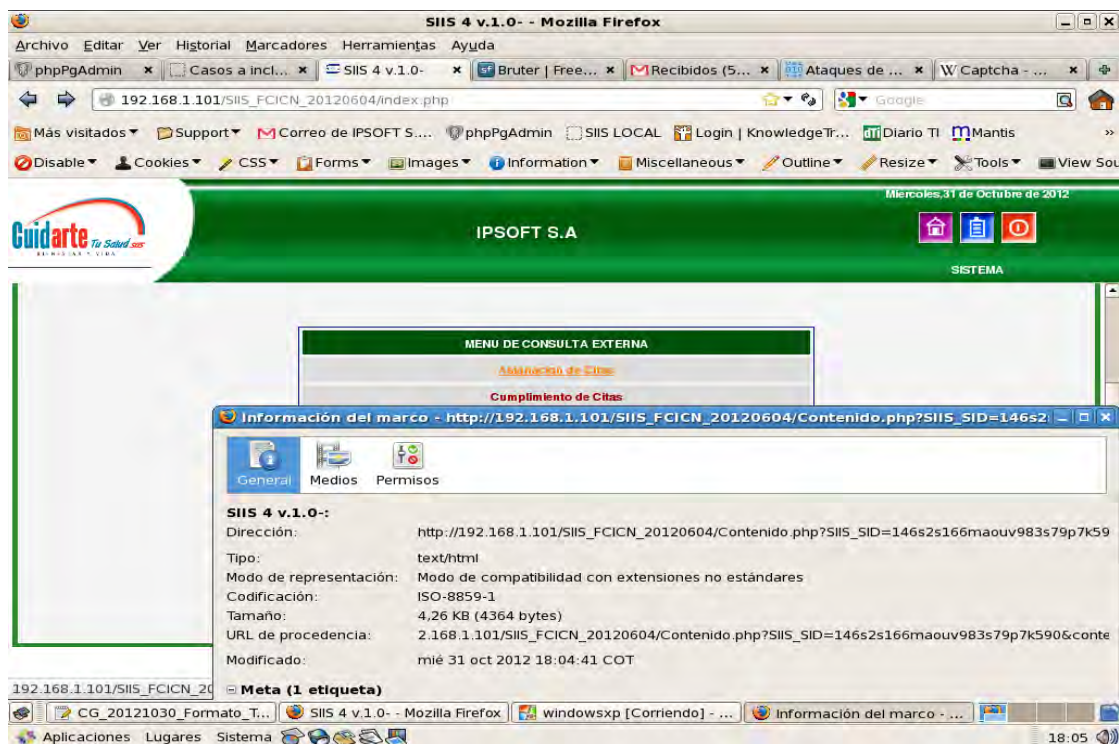 SIIS 4 v.1.0- - Mozilla Firefox
Archivo Editar Ver Historial Marcadores Herramientas Ayuda
phpPgAdmin Casos a incl... SIIS 4 v.1.0- Bruter | Free... Recibidos (5... Ataques de ... Captcha - ...
192.168.1.101/SIIS_FCICN_20120604/index.php Google
Más visitados Support Correo de IPSOFT S.... phpPgAdmin SIIS LOCAL Login | KnowledgeTr... Diario TI Mantis »
Disable Cookies CSS Forms Images Information Miscellaneous Outline Resize Tools View Sou
Miercoles,31 de Octubre de 2012
Cuidarte Tu Salud sas
BIENESTAR Y VIDA
IPSOFT S.A
SISTEMA
MENU DE CONSULTA EXTERNA
Asignación de Citas
Cumplimiento de Citas
Información del marco - http://192.168.1.101/SIIS_FCICN_20120604/Contenido.php?SIIS_SID=146s2
General Medios Permisos
SIIS 4 v.1.0-:
Dirección: http://192.168.1.101/SIIS_FCICN_20120604/Contenido.php?SIIS_SID=146s2s166maouv983s79p7k59
Tipo: text/html
Modo de representación: Modo de compatibilidad con extensiones no estándares
Codificación: ISO-8859-1
Tamaño: 4,26 KB (4364 bytes)
URL de procedencia: 2.168.1.101/SIIS_FCICN_20120604/Contenido.php?SIIS_SID=146s2s166maouv983s79p7k590&conte
Modificado: mié 31 oct 2012 18:04:41 COT
192.168.1.101/SIIS_FCICN_20
Meta (1 etiqueta)
CG_20121030_Formato_T... SIIS 4 v.1.0- - Mozilla Firefox windowsxp [Corriendo] - ... Información del marco - ...
Aplicaciones Lugares Sistema 18:05